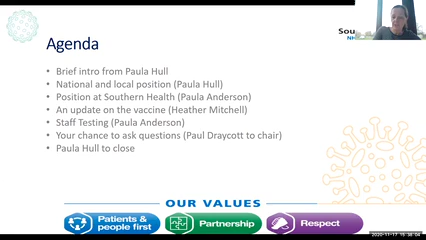 Sou
NH
Agenda
• Brief intro from Paula Hull
• National and local position (Paula Hull)
• Position at Southern Health (Paula Anderson)
• An update on the vaccine (Heather Mitchell)
• Staff Testing (Paula Anderson)
• Your chance to ask questions (Paul Draycott to chair)
• Paula Hull to close
OUR VALUES
Patients & people first
Partnership
Respect
2020-11-17 15:38:04